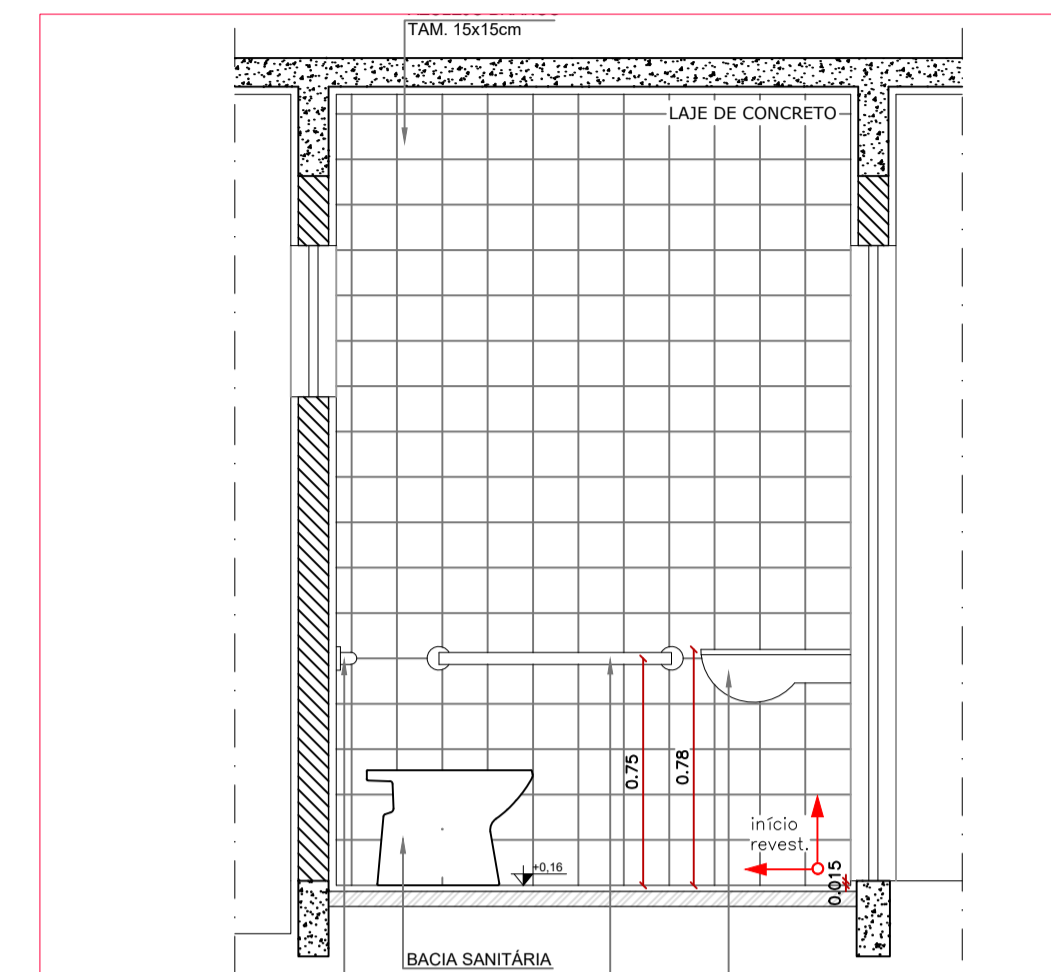 TAM. 15x15cm
LAJE DE CONCRETO
0.75
0.78
início
revest.
0.015
+0,16
BACIA SANITÁRIA